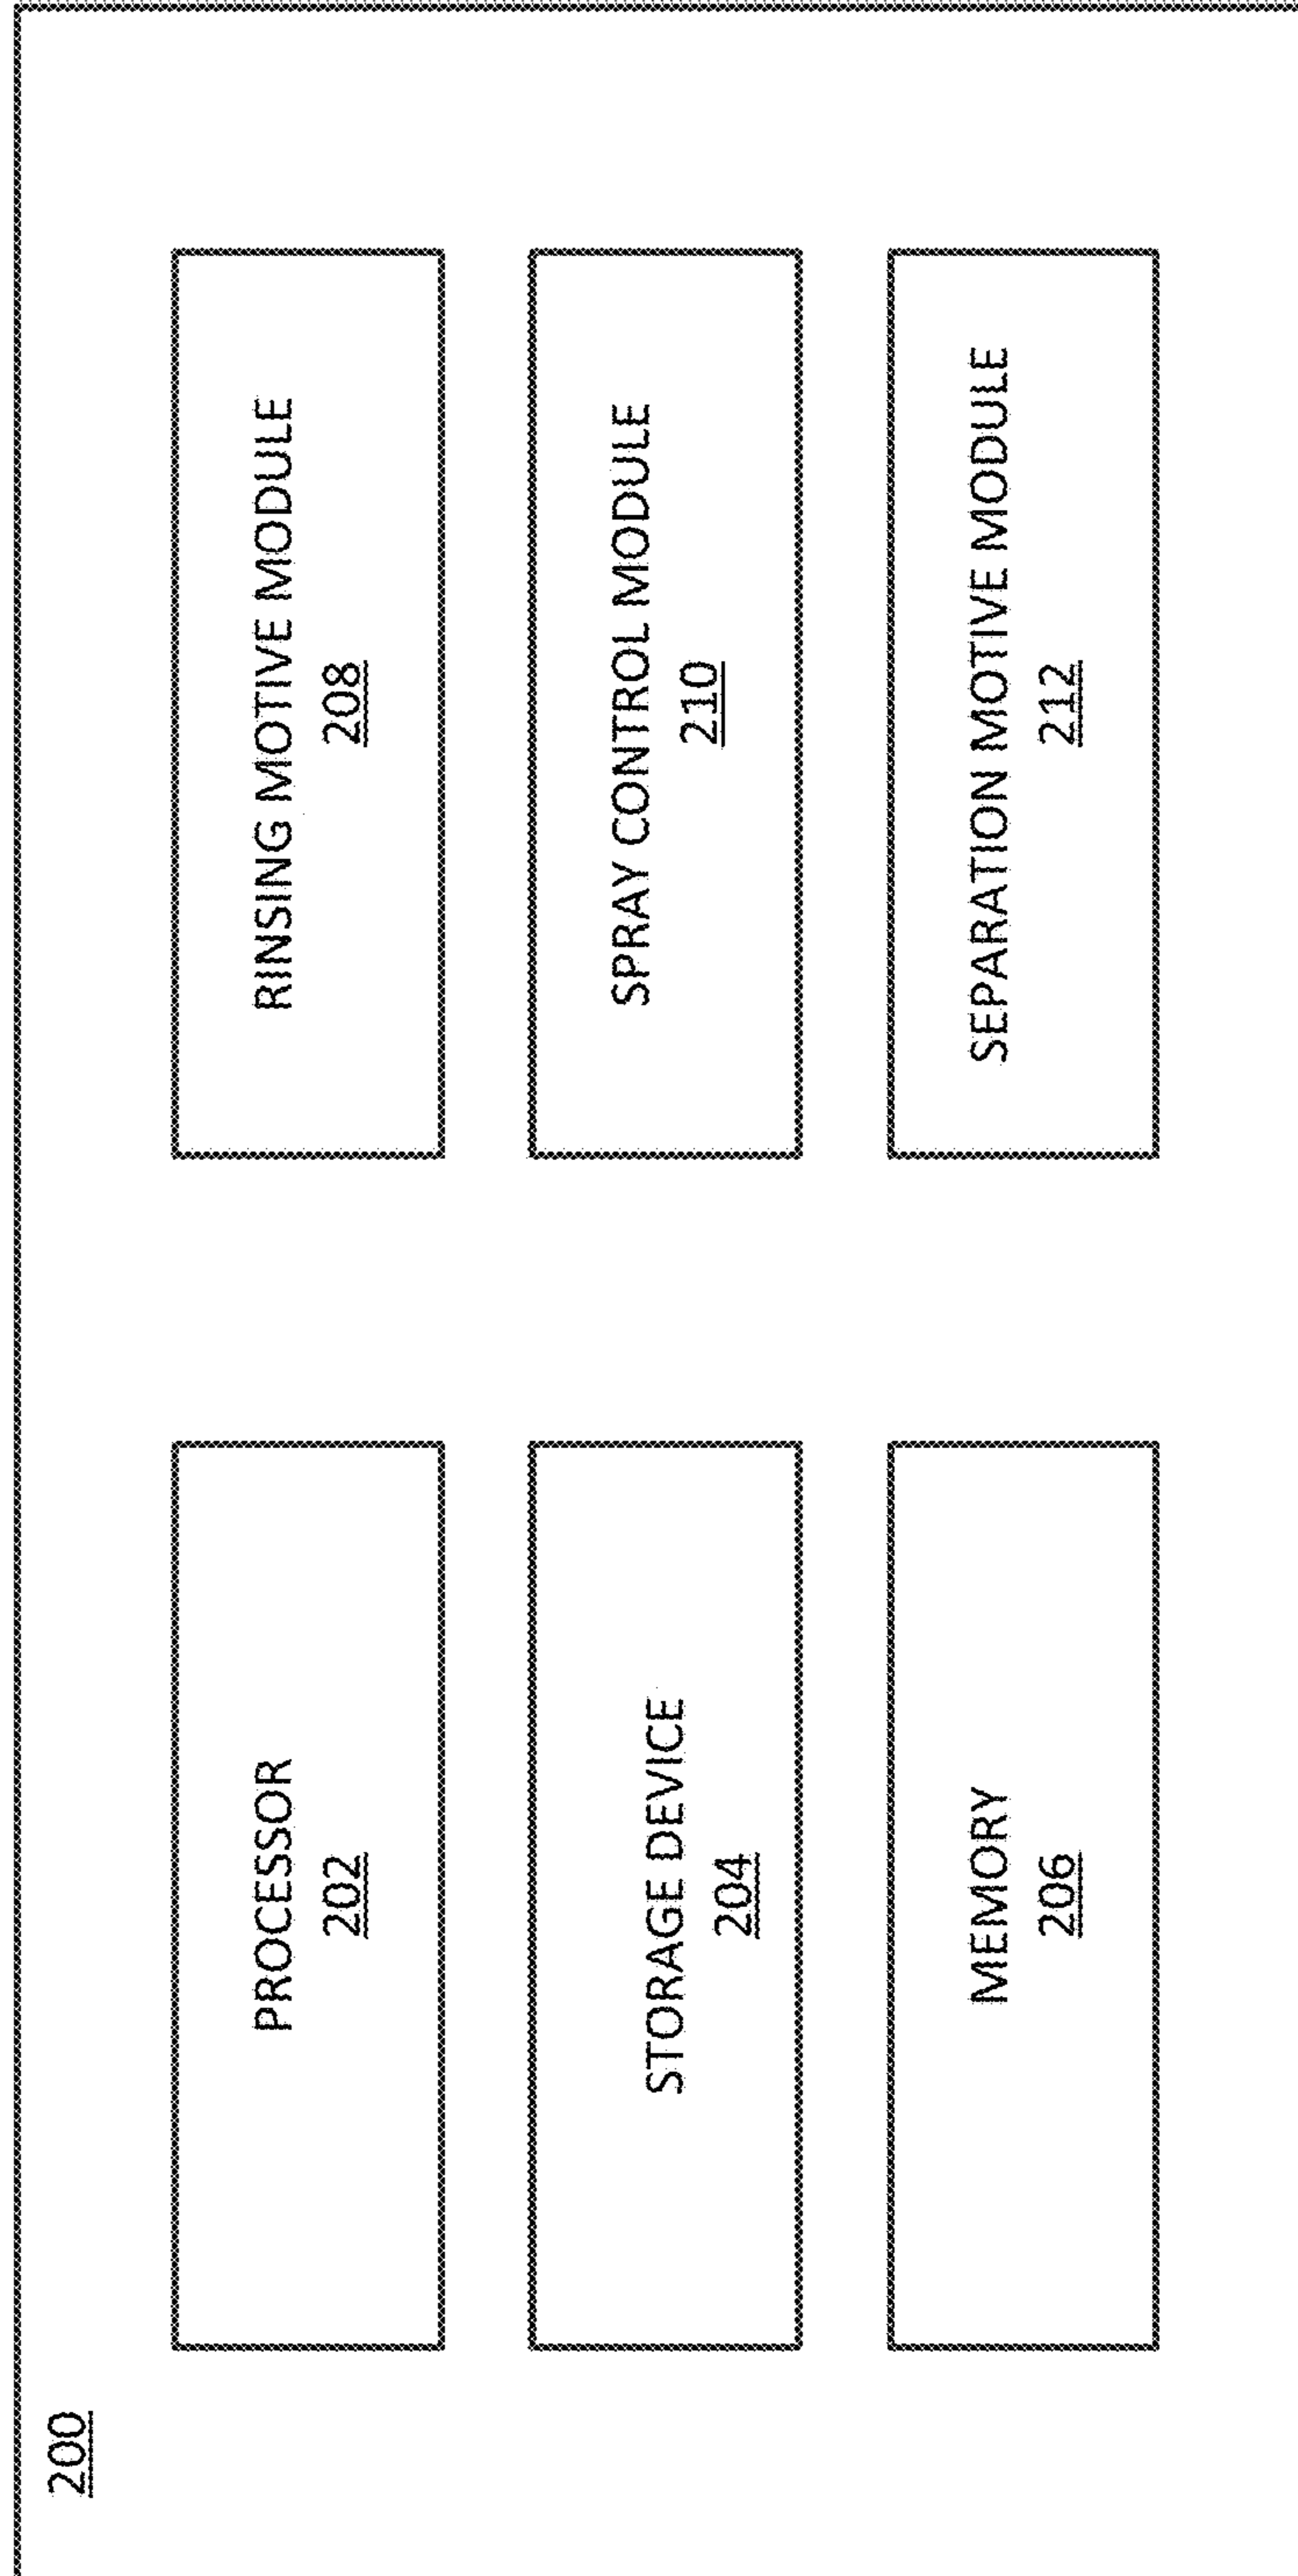 200
PROCESSOR
202
STORAGE DEVICE
204
MEMORY
206
RINSING MOTIVE MODULE
208
SPRAY CONTROL MODULE
210
SEPARATION MOTIVE MODULE
212